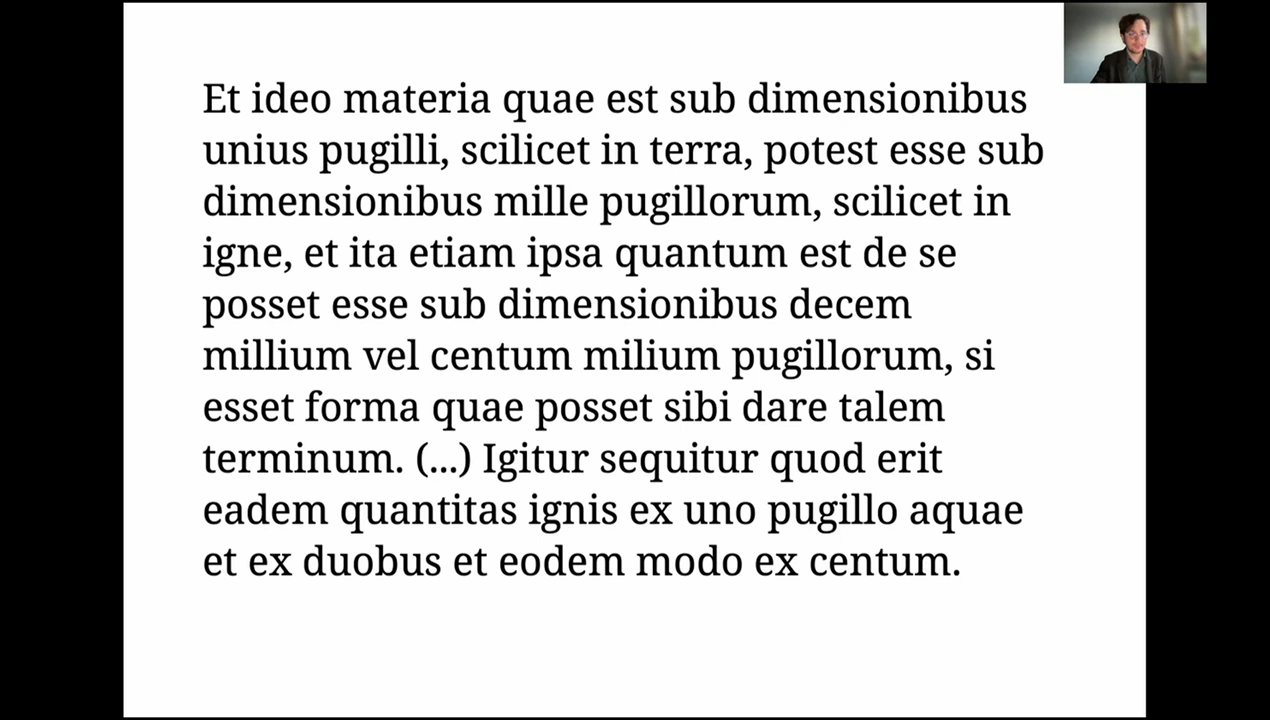 Et ideo materia quae est sub dimensionibus
unius pugilli, scilicet in terra, potest esse sub
dimensionibus mille pugillorum, scilicet in
igne, et ita etiam ipsa quantum est de se
posset esse sub dimensionibus decem
millium vel centum milium pugillorum, si
esset forma quae posset sibi dare talem
terminum. (...) Igitur sequitur quod erit
eadem quantitas ignis ex uno pugillo aquae
et ex duobus et eodem modo ex centum.